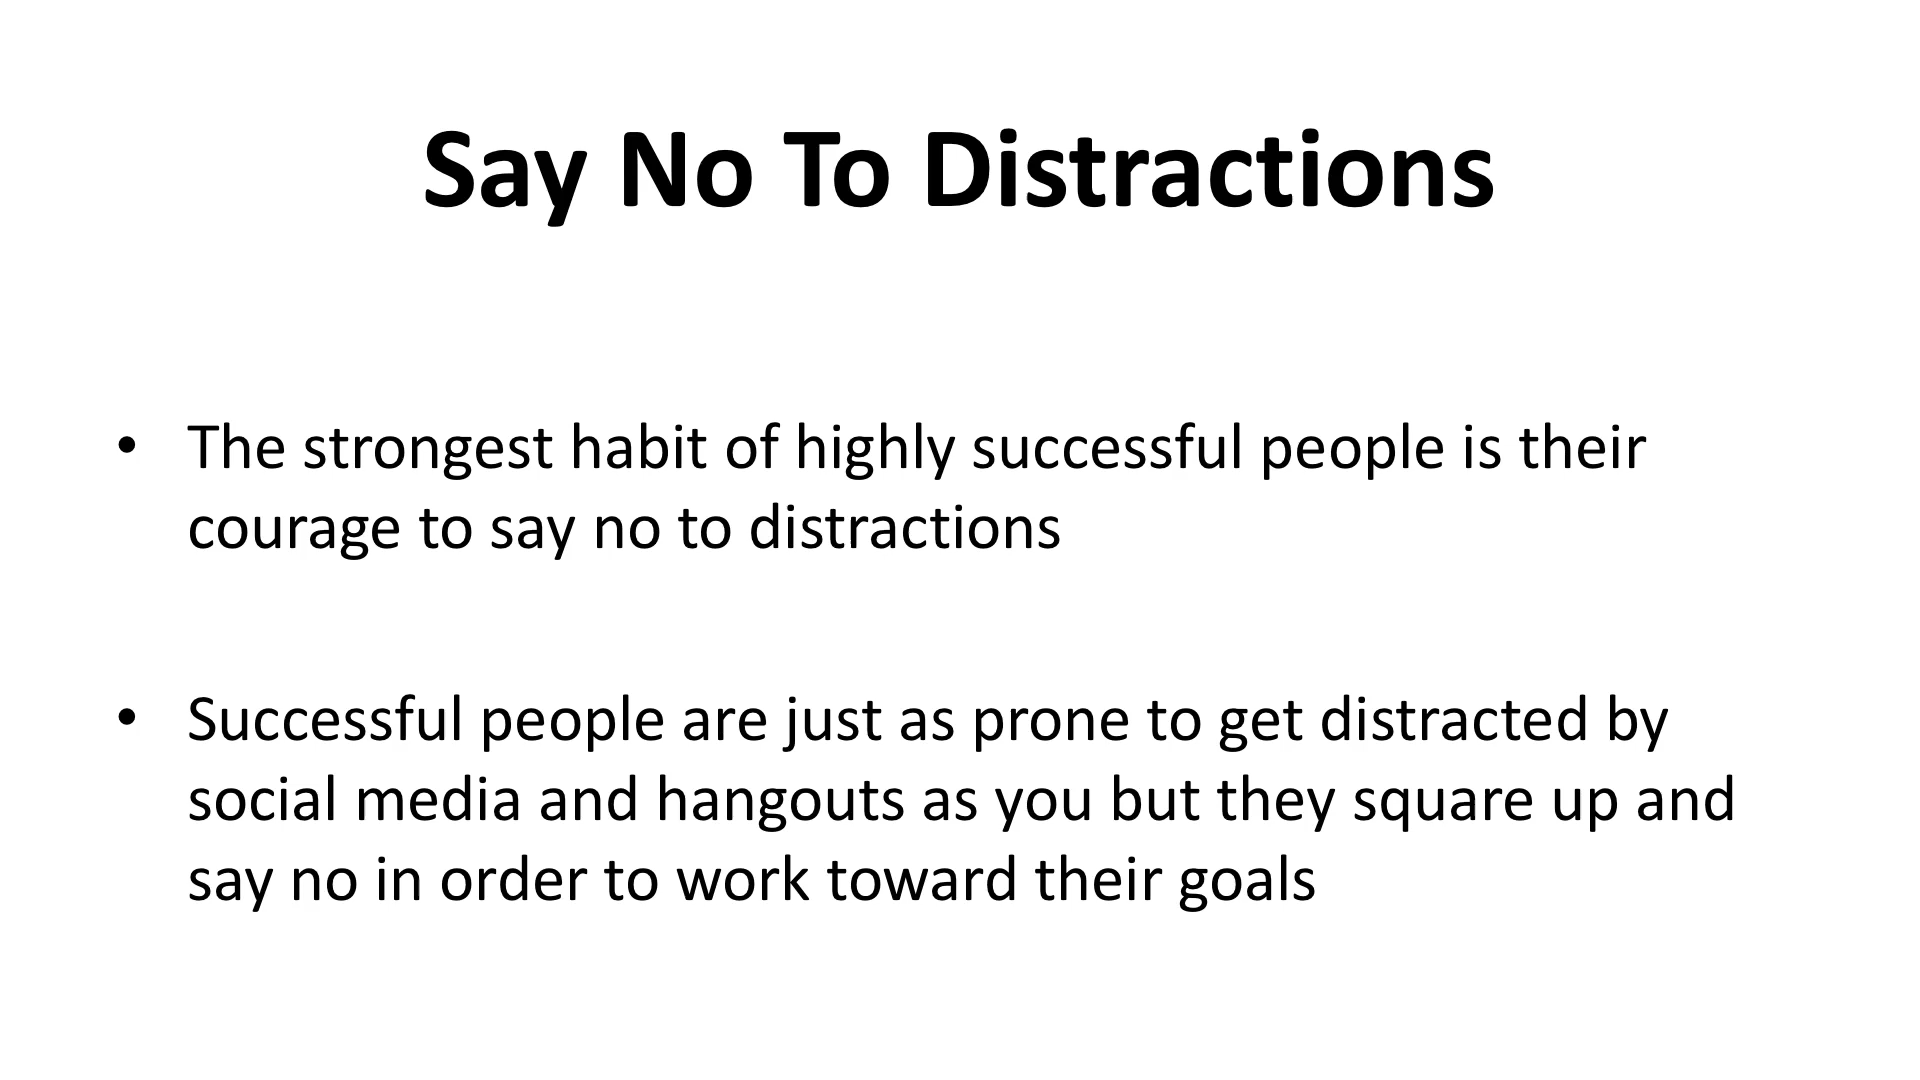 Say No To Distractions
• The strongest habit of highly successful people is their
courage to say no to distractions
• Successful people are just as prone to get distracted by
social media and hangouts as you but they square up and
say no in order to work toward their goals